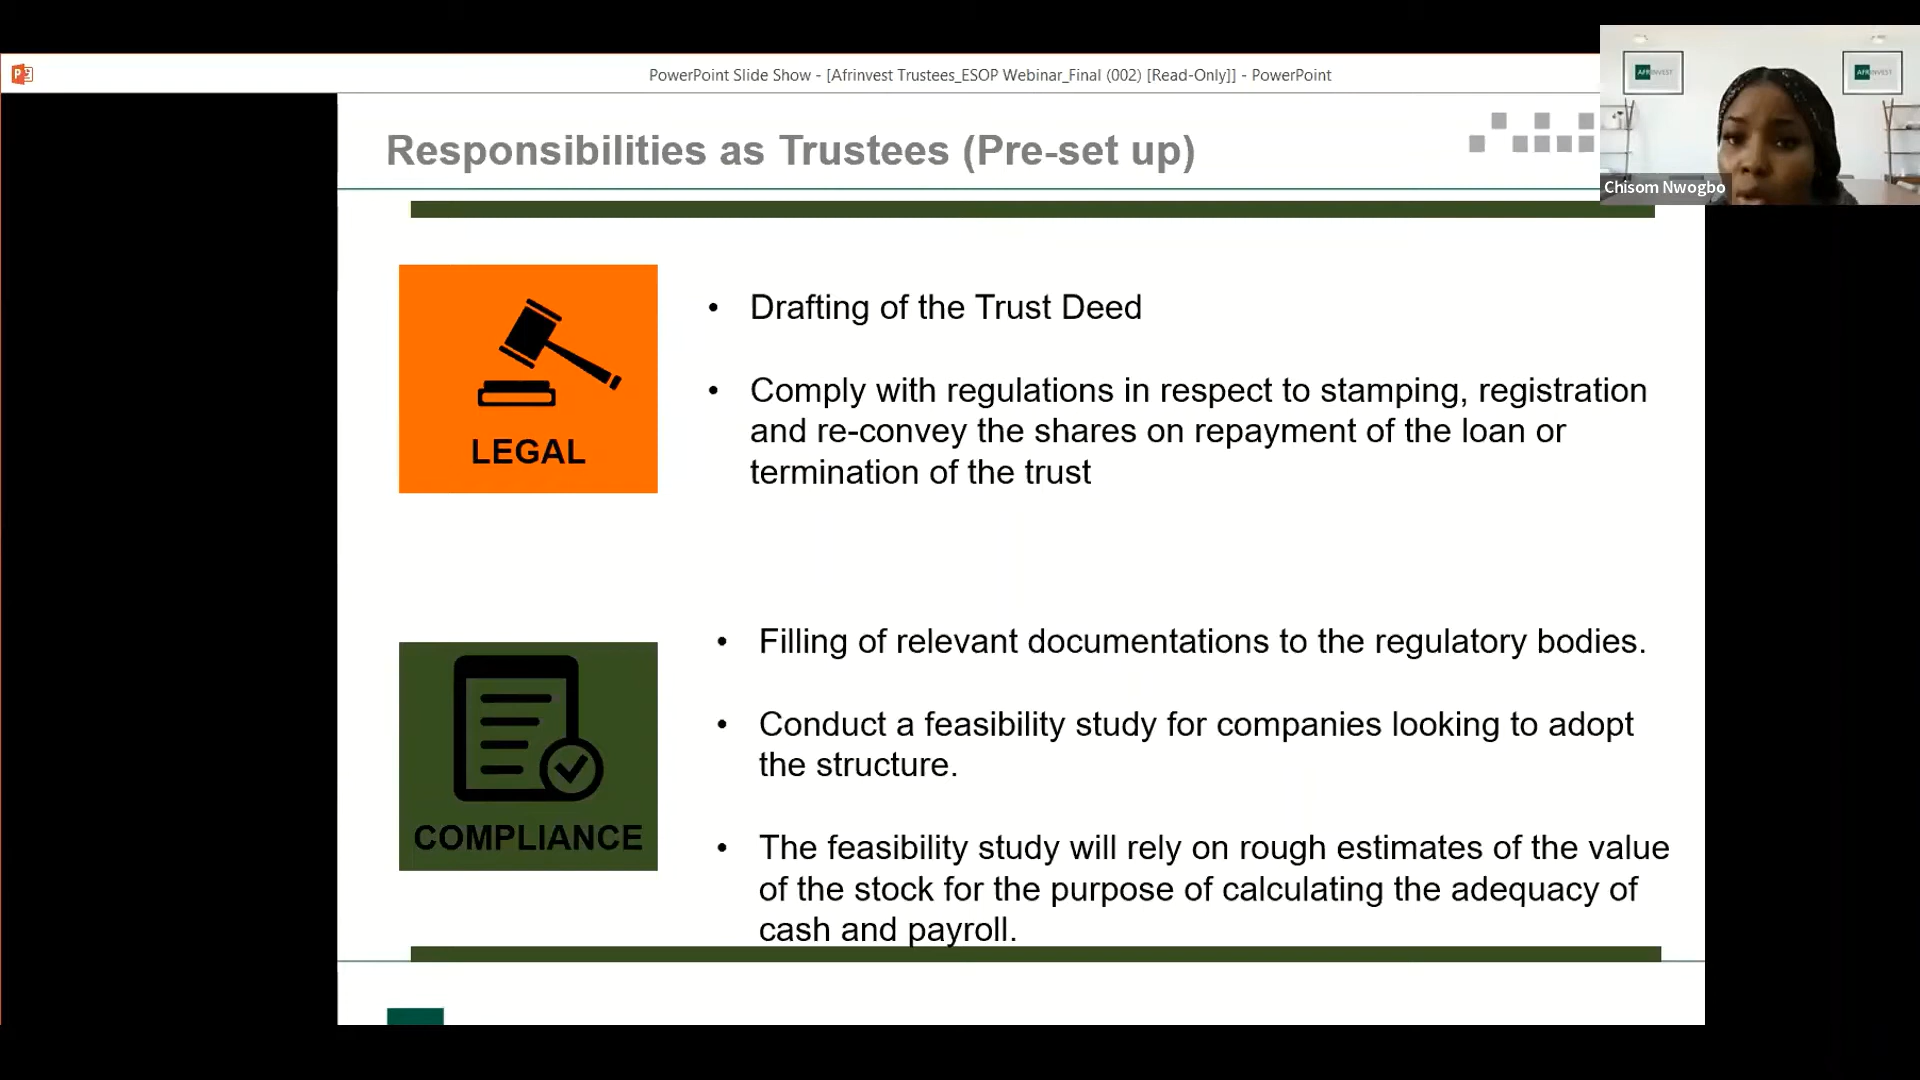 PowerPoint Slide Show - [Afrinvest Trustees_ESOP Webinar_Final (002) [Read-Only]] - PowerPoint
AFRINVEST
AFRINVEST
Chisom Nwogbo
Responsibilities as Trustees (Pre-set up)
LEGAL
• Drafting of the Trust Deed
• Comply with regulations in respect to stamping, registration
and re-convey the shares on repayment of the loan or
termination of the trust
COMPLIANCE
• Filling of relevant documentations to the regulatory bodies.
• Conduct a feasibility study for companies looking to adopt
the structure.
• The feasibility study will rely on rough estimates of the value
of the stock for the purpose of calculating the adequacy of
cash and payroll.